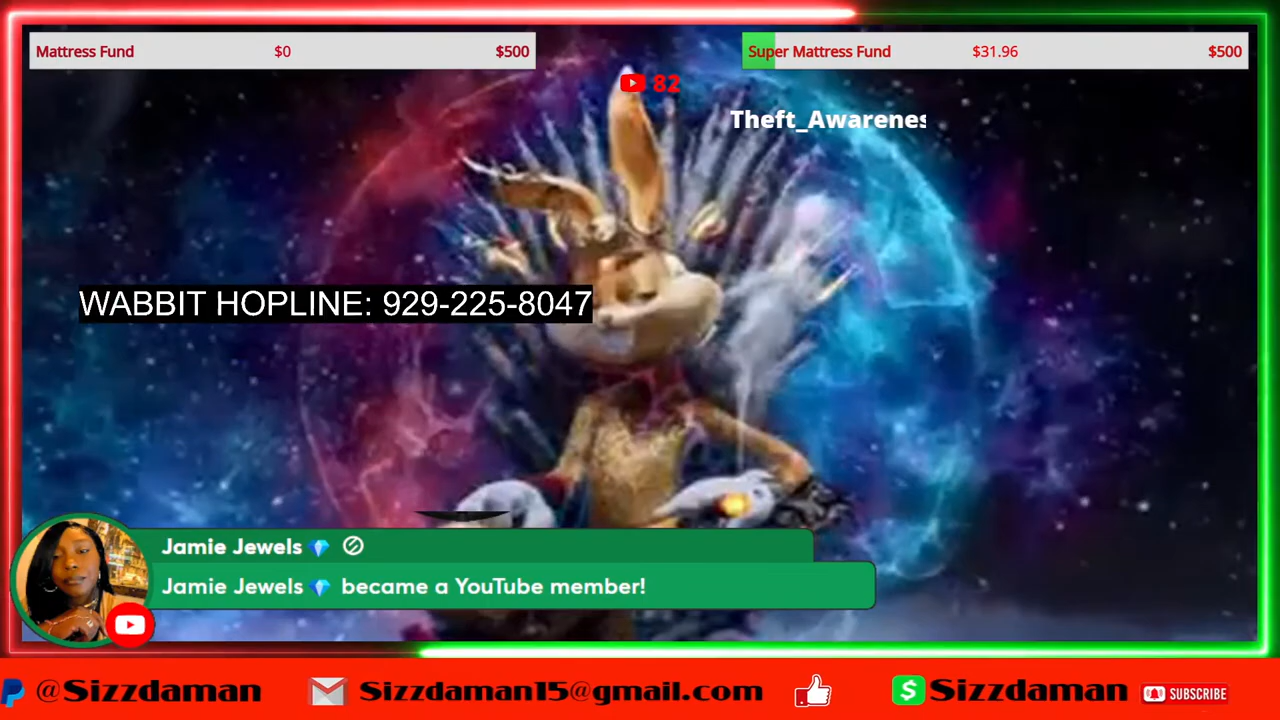 Mattress Fund $0 $500
Super Mattress Fund $31.96 $500
82
Theft_Awarenes
WABBIT HOPLINE: 929-225-8047
Jamie Jewels
Jamie Jewels became a YouTube member!
@Sizzdaman Sizzdaman15@gmail.com Sizzdaman SUBSCRIBE